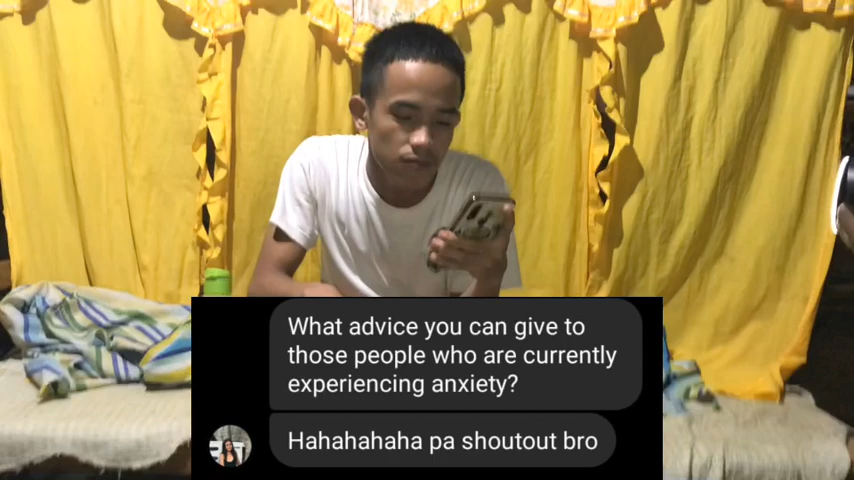 What advice you can give to
those people who are currently
experiencing anxiety?
Hahahahaha pa shoutout bro